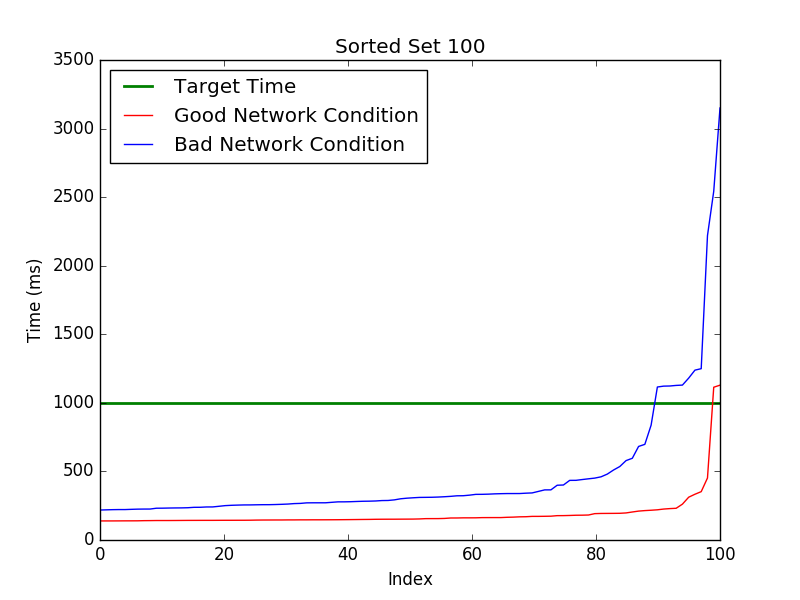 Sorted Set 100
3500
3000
2500
2000
1500
1000
500
0
Time (ms)
Target Time
Good Network Condition
Bad Network Condition
0 20 40 60 80 100
Index